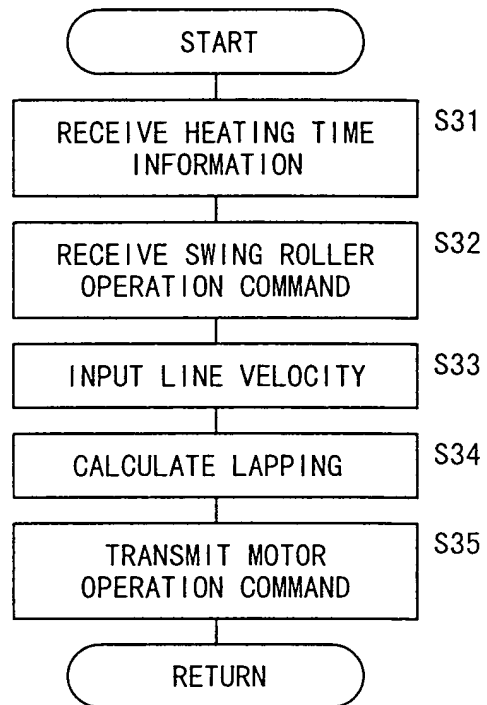 START
RECEIVE HEATING TIME
INFORMATION
S31
RECEIVE SWING ROLLER
OPERATION COMMAND
S32
INPUT LINE VELOCITY
S33
CALCULATE LAPPING
S34
TRANSMIT MOTOR
OPERATION COMMAND
S35
RETURN